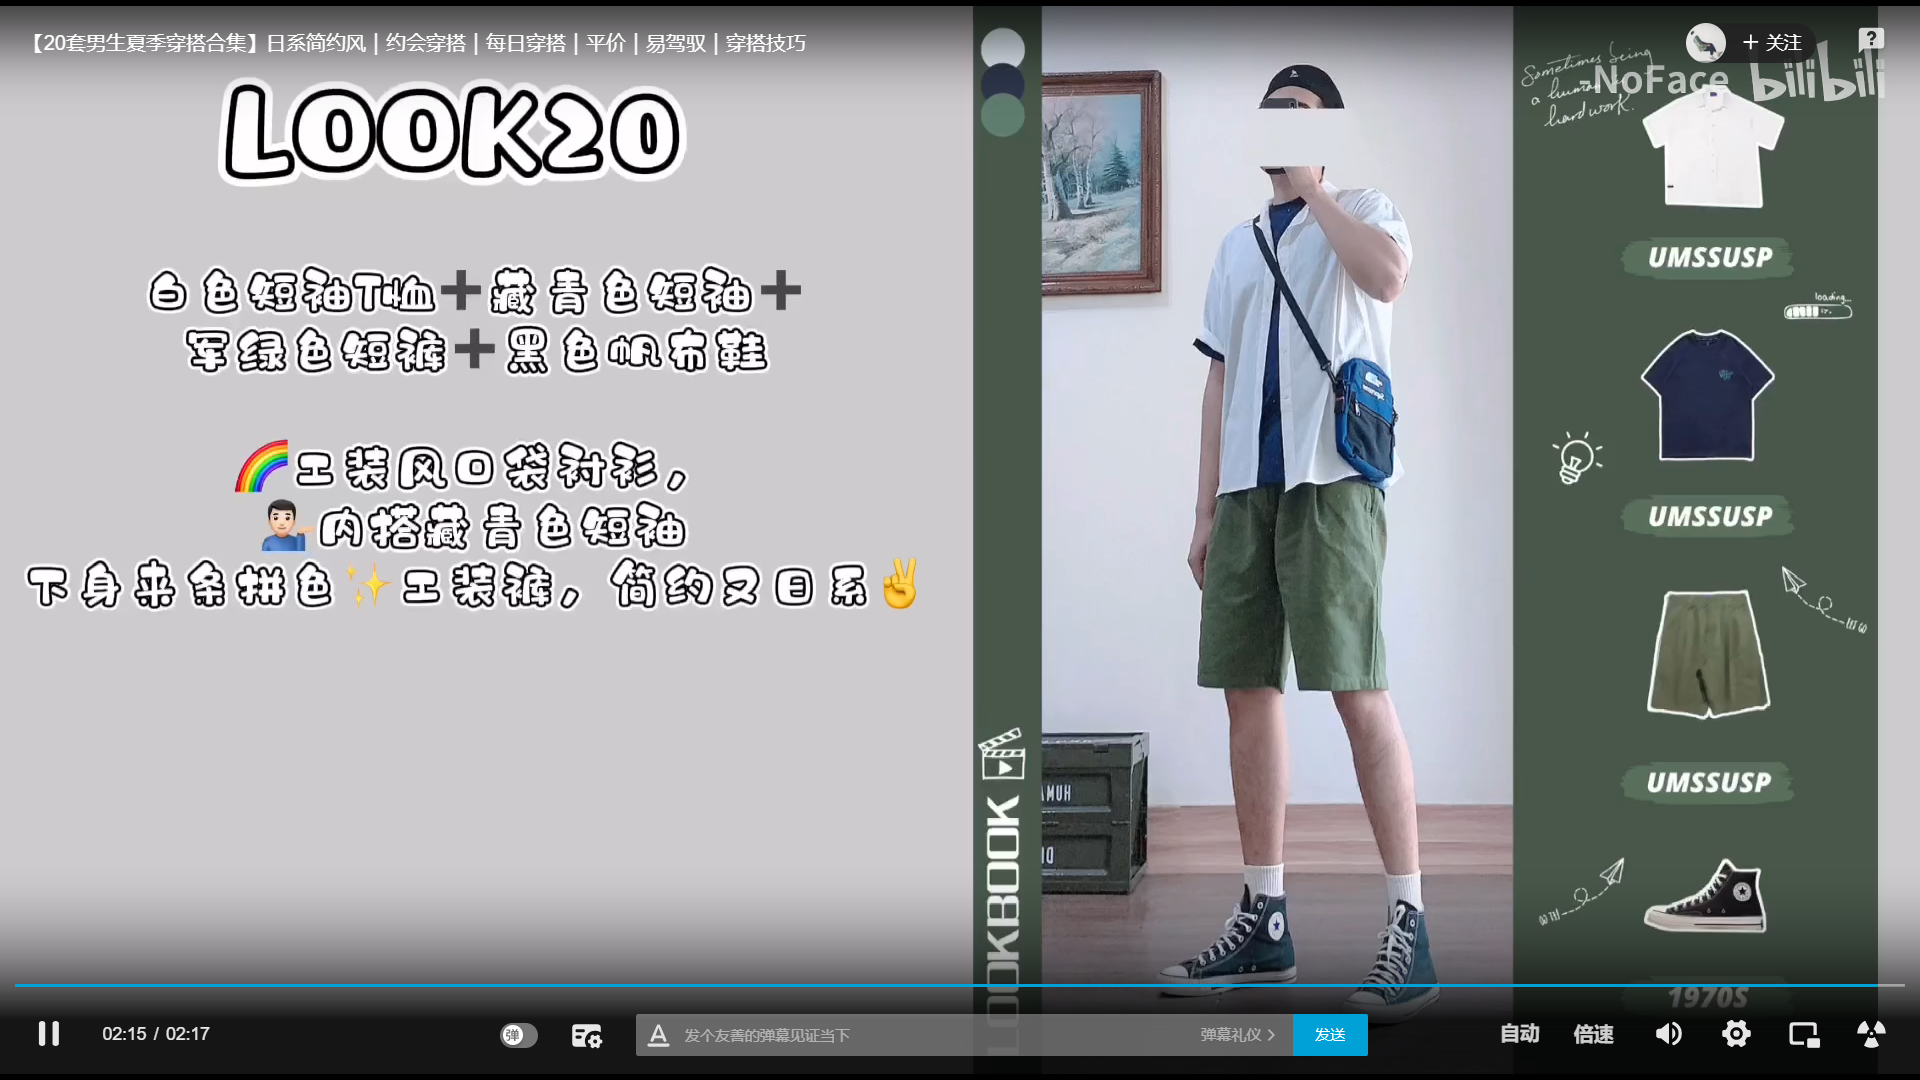 【20套男生夏季穿搭合集】日系简约风｜约会穿搭｜每日穿搭｜平价｜易驾驭｜穿搭技巧
+ 关注
?
-NoFace
bilibili
Sometimes being
a human is
hard work.
LOOK20
白色短袖T恤➕藏青色短袖➕
军绿色短裤➕黑色帆布鞋
🌈工装风口袋衬衫，
💁🏻‍♂️内搭藏青色短袖
下身来条拼色✨工装裤，简约又日系✌️
UMSSUSP
loading...
UMSSUSP
LET GO
UMSSUSP
1970S
LOOKBOOK
02:15 / 02:17
弹
A 发个友善的弹幕见证当下
弹幕礼仪 >
发送
自动
倍速